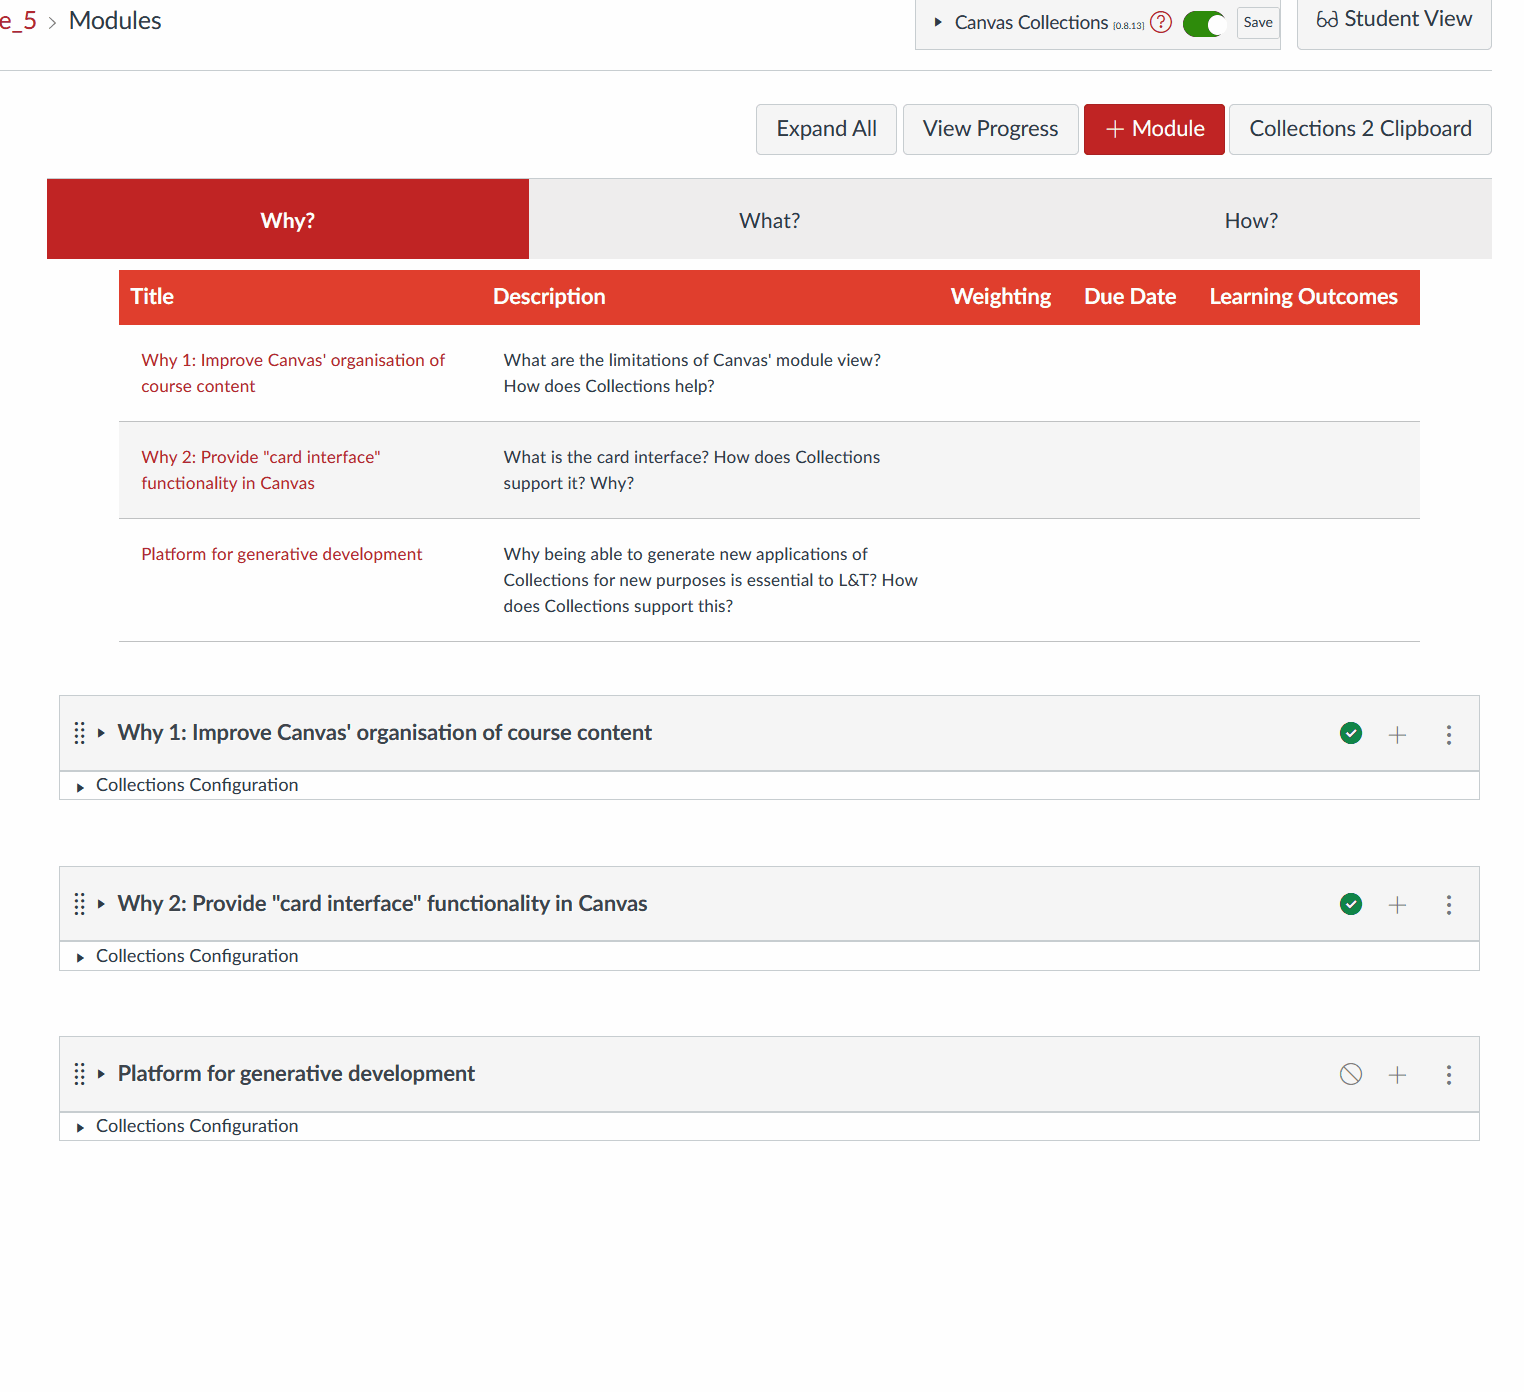 e_5 > Modules
Canvas Collections [0.8.13] ? Save
Student View
Expand All
View Progress
+ Module
Collections 2 Clipboard
Why?
What?
How?
Title Description Weighting Due Date Learning Outcomes
Why 1: Improve Canvas' organisation of
course content
What are the limitations of Canvas' module view?
How does Collections help?
Why 2: Provide "card interface"
functionality in Canvas
What is the card interface? How does Collections
support it? Why?
Platform for generative development
Why being able to generate new applications of
Collections for new purposes is essential to L&T? How
does Collections support this?
Why 1: Improve Canvas' organisation of course content
Collections Configuration
Why 2: Provide "card interface" functionality in Canvas
Collections Configuration
Platform for generative development
Collections Configuration